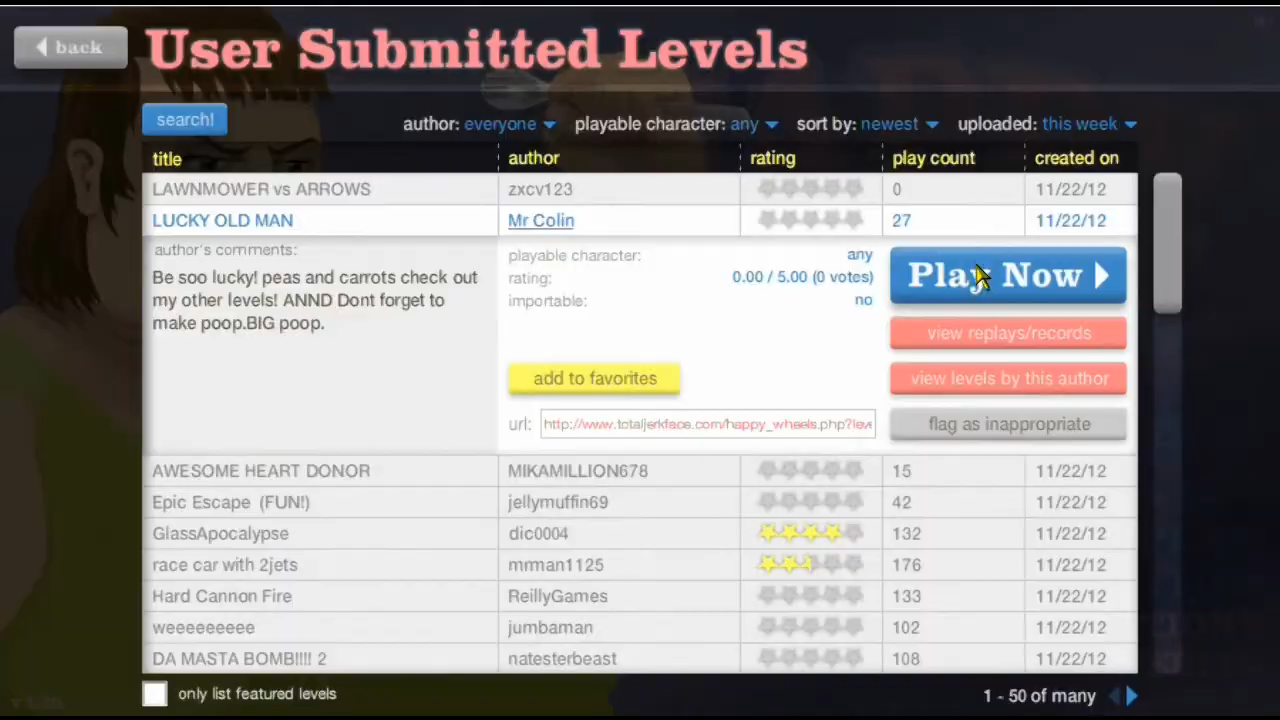 back
User Submitted Levels
search!
author: everyone playable character: any sort by: newest uploaded: this week
title author rating play count created on
LAWNMOWER vs ARROWS zxcv123 0 11/22/12
LUCKY OLD MAN Mr Colin 27 11/22/12
author's comments:
Be soo lucky! peas and carrots check out
my other levels! ANND Dont forget to
make poop.BIG poop.
playable character: any
rating: 0.00 / 5.00 (0 votes)
importable: no
add to favorites
url: http://www.totaljerkface.com/happy_wheels.php?leve
Play Now
view replays/records
view levels by this author
flag as inappropriate
AWESOME HEART DONOR MIKAMILLION678 15 11/22/12
Epic Escape (FUN!) jellymuffin69 42 11/22/12
GlassApocalypse dic0004 132 11/22/12
race car with 2jets mrman1125 176 11/22/12
Hard Cannon Fire ReillyGames 133 11/22/12
weeeeeeeee jumbaman 102 11/22/12
DA MASTA BOMB!!!! 2 natesterbeast 108 11/22/12
only list featured levels
1 - 50 of many